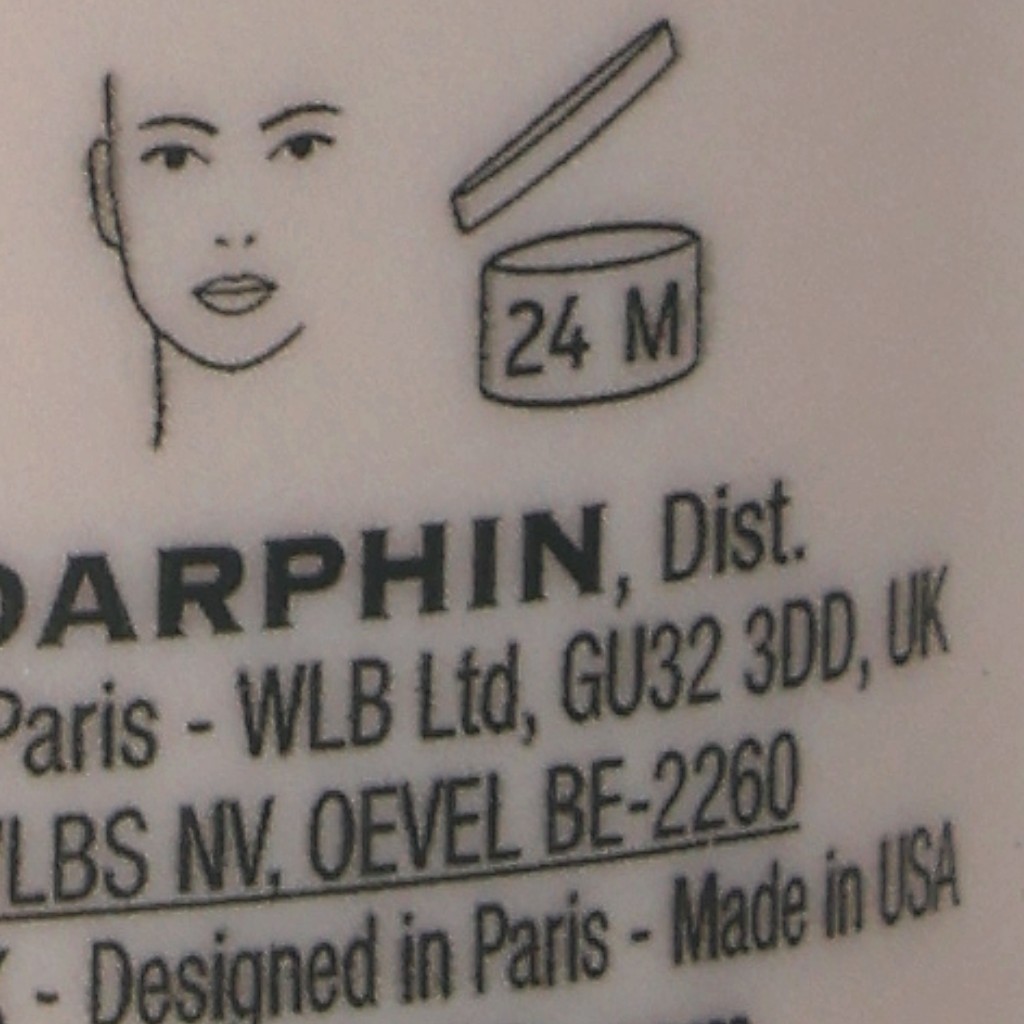 24 M
DARPHIN, Dist.
Paris - WLB Ltd, GU32 3DD, UK
WLBS NV. OEVEL BE-2260
- Designed in Paris - Made in USA